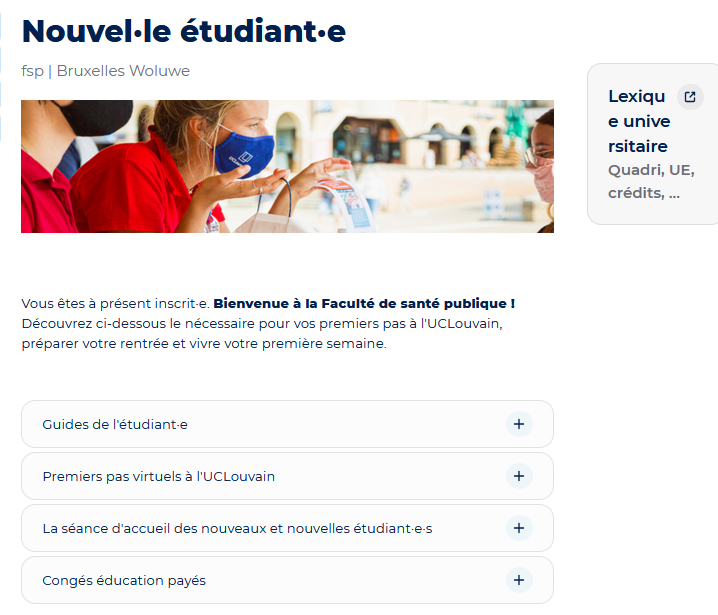 Nouvel·le étudiant·e
fsp | Bruxelles Woluwe
Lexiqu
e unive
rsitaire
Quadri, UE,
crédits, ...
Vous êtes à présent inscrit·e. Bienvenue à la Faculté de santé publique !
Découvrez ci-dessous le nécessaire pour vos premiers pas à l'UCLouvain,
préparer votre rentrée et vivre votre première semaine.
Guides de l'étudiant·e
Premiers pas virtuels à l'UCLouvain
La séance d'accueil des nouveaux et nouvelles étudiant·e·s
Congés éducation payés